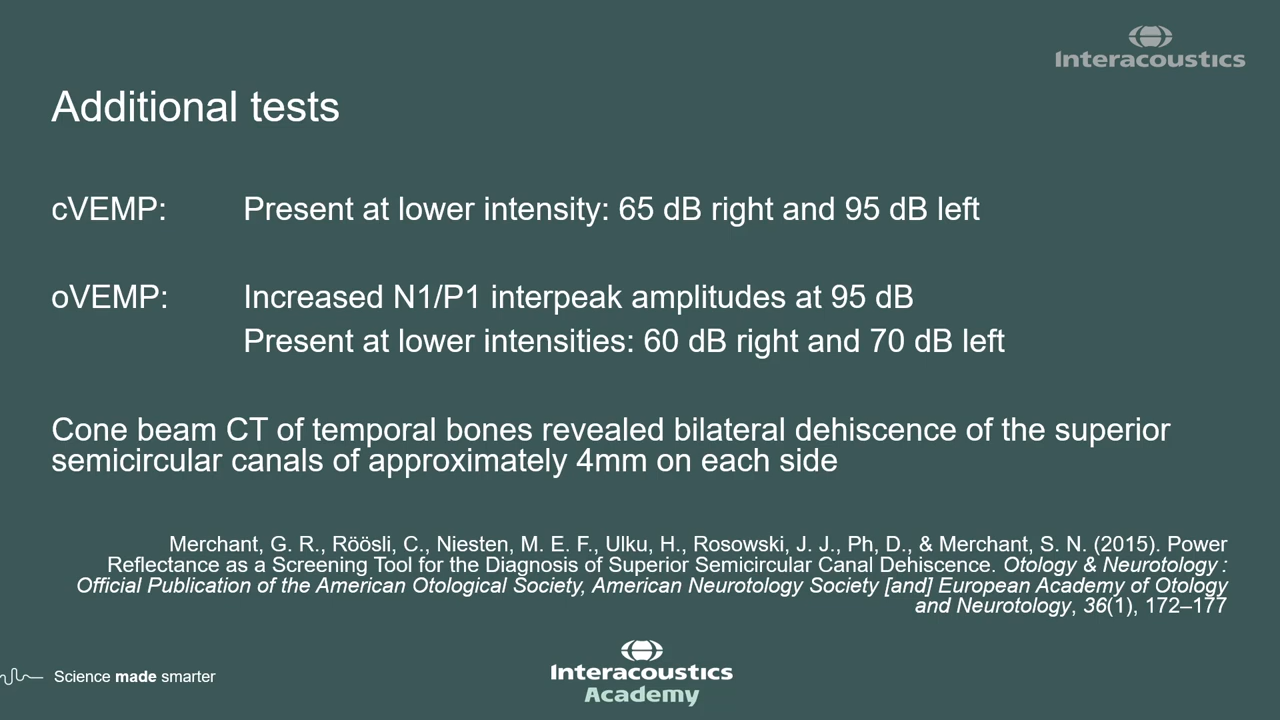 Interacoustics
Additional tests
cVEMP: Present at lower intensity: 65 dB right and 95 dB left
oVEMP: Increased N1/P1 interpeak amplitudes at 95 dB
Present at lower intensities: 60 dB right and 70 dB left
Cone beam CT of temporal bones revealed bilateral dehiscence of the superior
semicircular canals of approximately 4mm on each side
Merchant, G. R., Röösli, C., Niesten, M. E. F., Ulku, H., Rosowski, J. J., Ph, D., & Merchant, S. N. (2015). Power
Reflectance as a Screening Tool for the Diagnosis of Superior Semicircular Canal Dehiscence. Otology & Neurotology :
Official Publication of the American Otological Society, American Neurotology Society [and] European Academy of Otology
and Neurotology, 36(1), 172–177
Science made smarter
Interacoustics
Academy